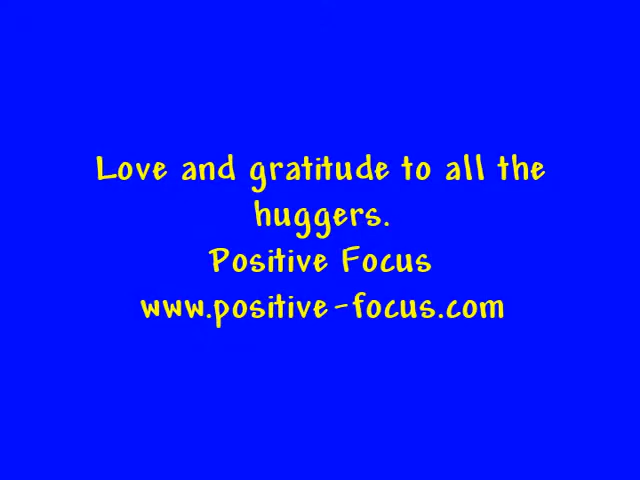 Love and gratitude to all the
huggers.
Positive Focus
www.positive-focus.com